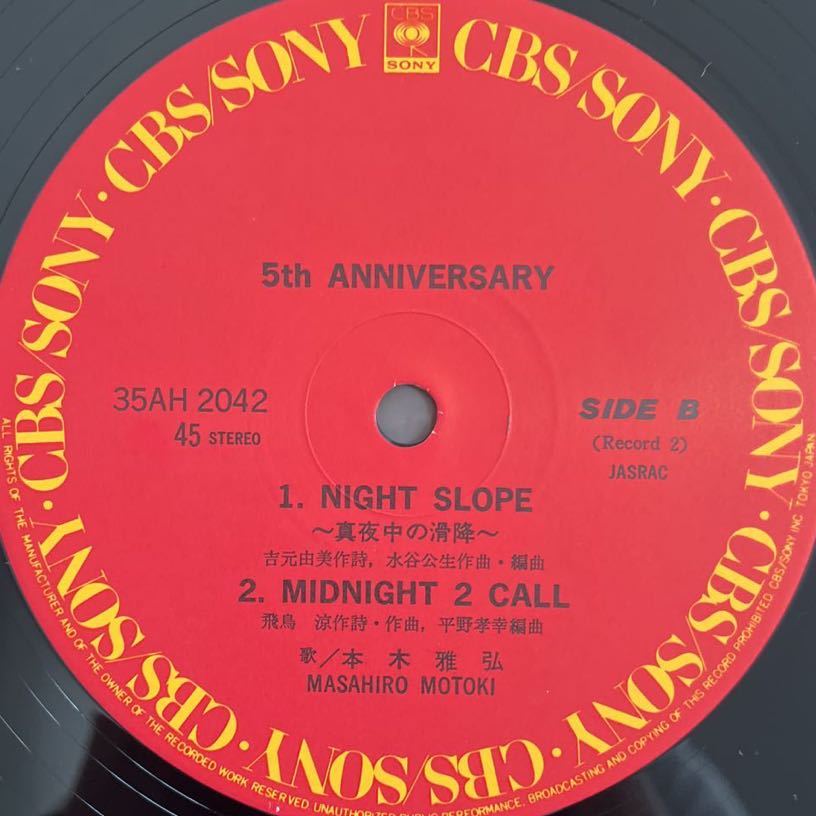 CBS
SONY
CBS/SONY · CBS/SONY · CBS/SONY · CBS/SONY · CBS/SONY · CBS/SONY · CBS/SONY · CBS/SONY
5th ANNIVERSARY
35AH 2042
45 STEREO
SIDE B
(Record 2)
JASRAC
1. NIGHT SLOPE
～真夜中の滑降～
吉元由美作詩, 水谷公生作曲・編曲
2. MIDNIGHT 2 CALL
飛鳥 涼作詩・作曲, 平野孝幸編曲
歌／本木雅弘
MASAHIRO MOTOKI
ALL RIGHTS OF THE MANUFACTURER AND OF THE OWNER OF THE RECORDED WORK RESERVED. UNAUTHORIZED PUBLIC PERFORMANCE, BROADCASTING AND COPYING OF THIS RECORD PROHIBITED CBS/SONY INC. TOKYO JAPAN